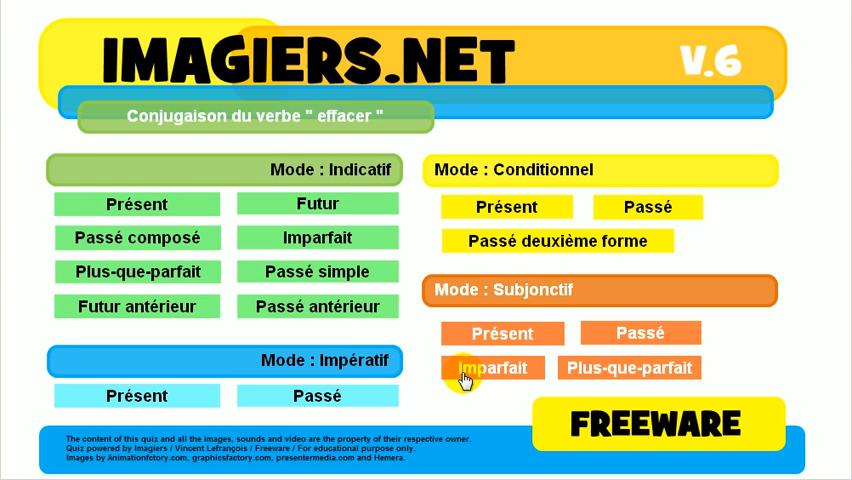 IMAGIERS.NET
V.6
Conjugaison du verbe " effacer "
Mode : Indicatif
Présent
Futur
Passé composé
Imparfait
Plus-que-parfait
Passé simple
Futur antérieur
Passé antérieur
Mode : Impératif
Présent
Passé
Mode : Conditionnel
Présent
Passé
Passé deuxième forme
Mode : Subjonctif
Présent
Passé
Imparfait
Plus-que-parfait
FREEWARE
The content of this quiz and all the images, sounds and video are the property of their respective owner.
Quiz powered by Imagiers / Vincent Lefrançois / Freeware / For educational purpose only.
Images by Animationfctory.com, graphicsfactory.com, presentermedia.com and Hemera.